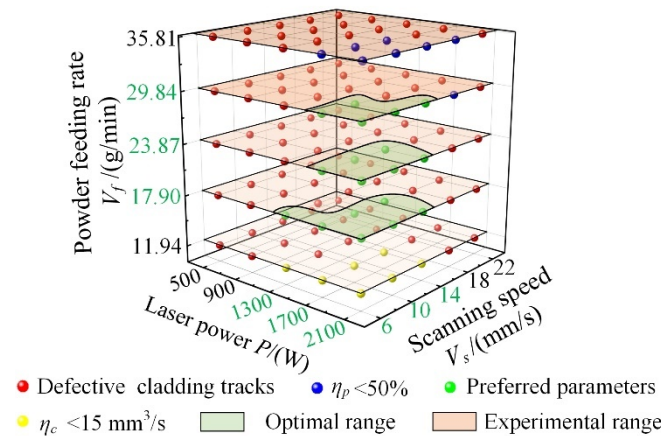 Powder feeding rate
V_f /(g/min)
35.81
29.84
23.87
17.90
11.94
500
900
1300
1700
2100
Laser power P/(W)
6
10
14
18
22
Scanning speed
V_s/(mm/s)
Defective cladding tracks
η_p <50%
Preferred parameters
η_c <15 mm³/s
Optimal range
Experimental range